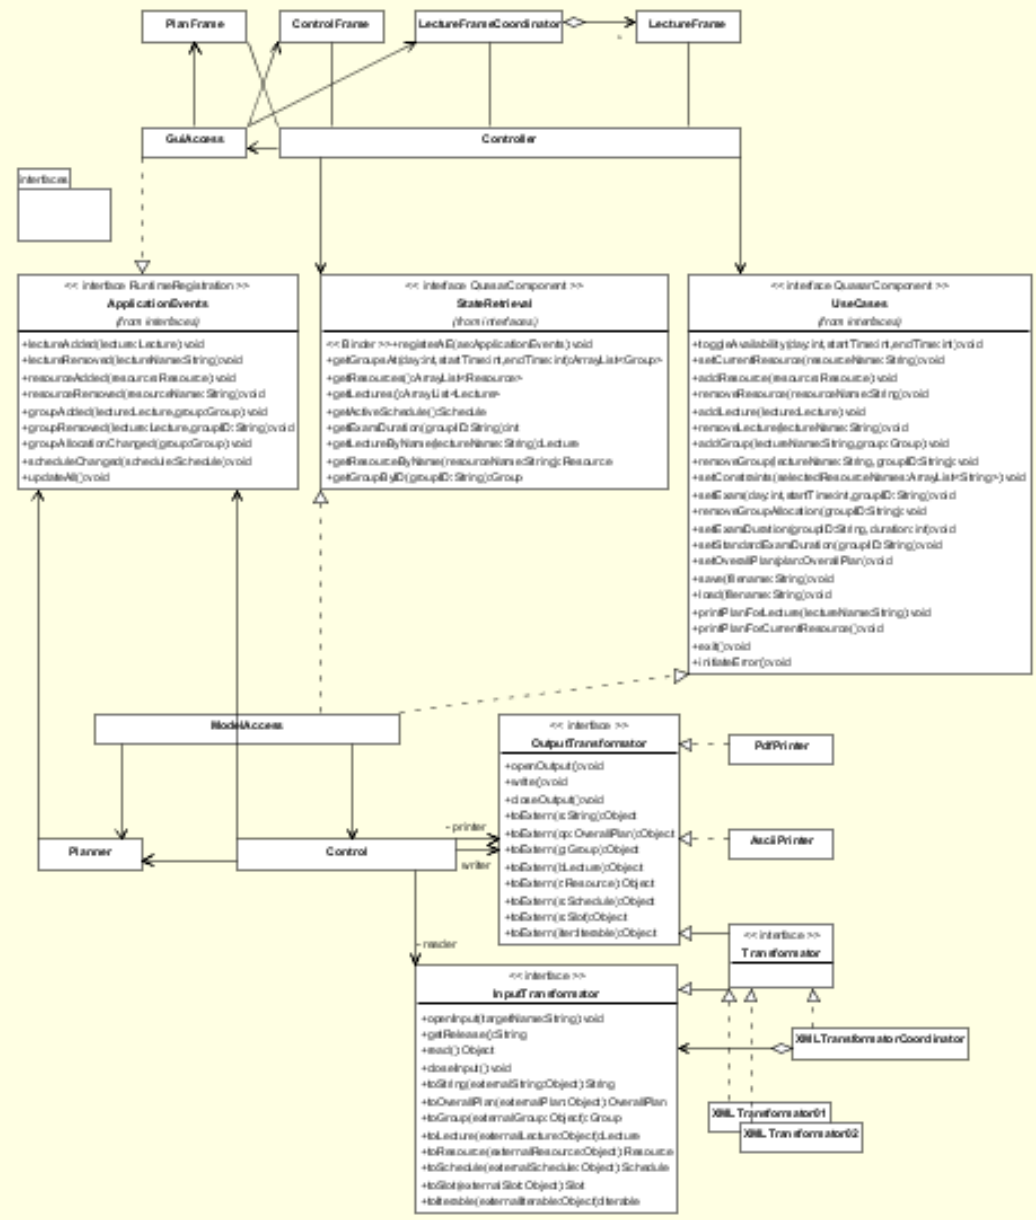 PlanFrame
ControlFrame
LectureFrameCoordinator
LectureFrame
*
GuiAccess
Controller
interfaces
<< interface RuntimeRegistration >>
ApplicationEvents
(from interfaces)
+lectureAdded(lecture:Lecture):void
+lectureRemoved(lectureName:String):void
+resourceAdded(resource:Resource):void
+resourceRemoved(resourceName:String):void
+groupAdded(lecture:Lecture,group:Group):void
+groupRemoved(lecture:Lecture,groupID:String):void
+groupAllocationChanged(group:Group):void
+scheduleChanged(schedule:Schedule):void
+updateAll():void
<< interface QuasarComponent >>
StateRetrieval
(from interfaces)
<< Binder >>+registerAE(ae:ApplicationEvents):void
+getGroupsAt(day:int,startTime:int,endTime:int):ArrayList<Group>
+getResources():ArrayList<Resource>
+getLectures():ArrayList<Lecture>
+getActiveSchedule():Schedule
+getExamDuration(groupID:String):int
+getLectureByName(lectureName:String):Lecture
+getResourceByName(resourceName:String):Resource
+getGroupByID(groupID:String):Group
<< interface QuasarComponent >>
UseCases
(from interfaces)
+toggleAvailability(day:int,startTime:int,endTime:int):void
+setCurrentResource(resourceName:String):void
+addResource(resource:Resource):void
+removeResource(resourceName:String):void
+addLecture(lecture:Lecture):void
+removeLecture(lectureName:String):void
+addGroup(lectureName:String,group:Group):void
+removeGroup(lectureName:String,groupID:String):void
+setConstraints(selectedResourceNames:ArrayList<String>):void
+setExam(day:int,startTime:int,groupID:String):void
+removeGroupAllocation(groupID:String):void
+setExamDuration(groupID:String,duration:int):void
+setStandardExamDuration(groupID:String):void
+setOverallPlan(plan:OverallPlan):void
+save(filename:String):void
+load(filename:String):void
+printPlanForLecture(lectureName:String):void
+printPlanForCurrentResource():void
+exit():void
+initiateError():void
ModelAccess
Planner
Control
-printer
writer
-reader
<< interface >>
OutputTransformator
+openOutput():void
+write():void
+closeOutput():void
+toExtern(s:String):Object
+toExtern(op:OverallPlan):Object
+toExtern(g:Group):Object
+toExtern(l:Lecture):Object
+toExtern(r:Resource):Object
+toExtern(s:Schedule):Object
+toExtern(s:Slot):Object
+toExtern(iter:Iterable):Object
PdfPrinter
AsciiPrinter
<< interface >>
Transformator
<< interface >>
InputTransformator
+openInput(targetName:String):void
+getRelease():String
+read():Object
+closeInput():void
+toString(externalString:Object):String
+toOverallPlan(externalPlan:Object):OverallPlan
+toGroup(externalGroup:Object):Group
+toLecture(externalLecture:Object):Lecture
+toResource(externalResource:Object):Resource
+toSchedule(externalSchedule:Object):Schedule
+toSlot(externalSlot:Object):Slot
+toIterable(externalIterable:Object):Iterable
XMLTransformatorCoordinator
XMLTransformator01
XMLTransformator02